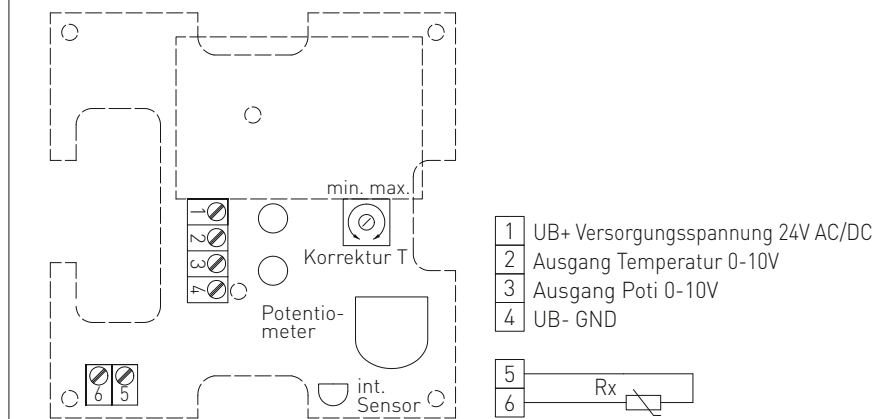 min. max.
1
2
3
4
Korrektur T
Potentio-
meter
6 5
int.
Sensor
1 UB+ Versorgungsspannung 24V AC/DC
2 Ausgang Temperatur 0-10V
3 Ausgang Poti 0-10V
4 UB- GND
5
6
Rx